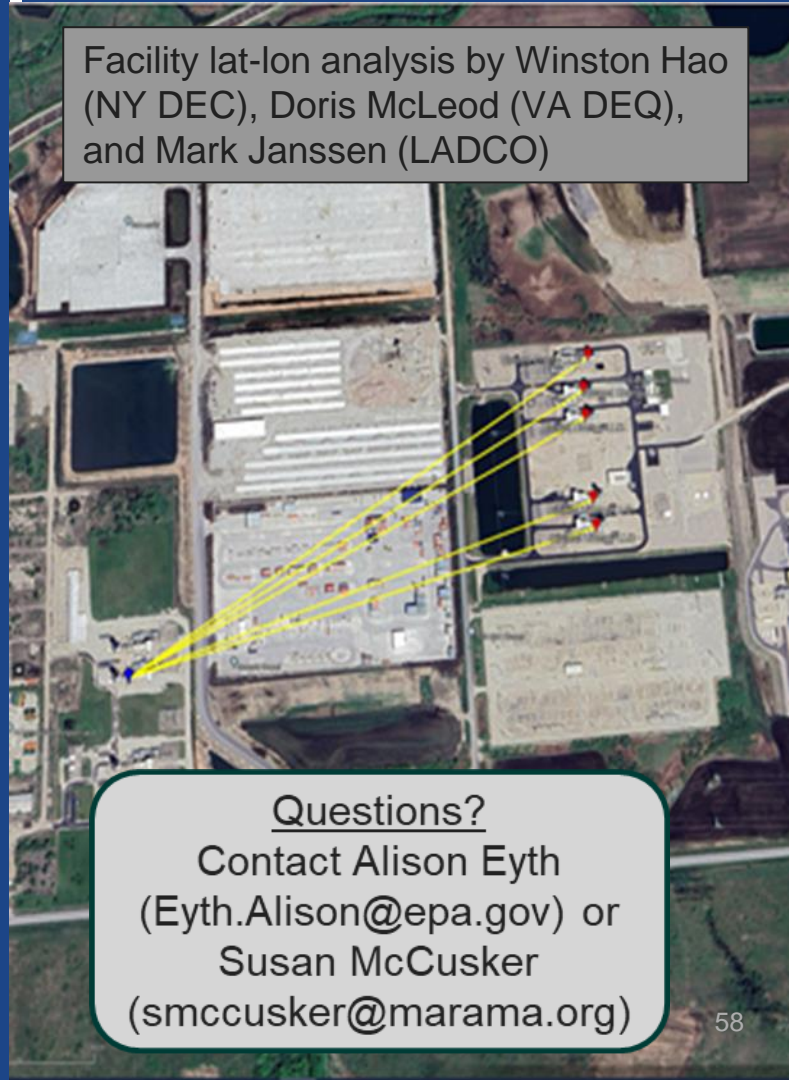 Facility lat-lon analysis by Winston Hao
(NY DEC), Doris McLeod (VA DEQ),
and Mark Janssen (LADCO)
Questions?
Contact Alison Eyth
(Eyth.Alison@epa.gov) or
Susan McCusker
(smccusker@marama.org)
58